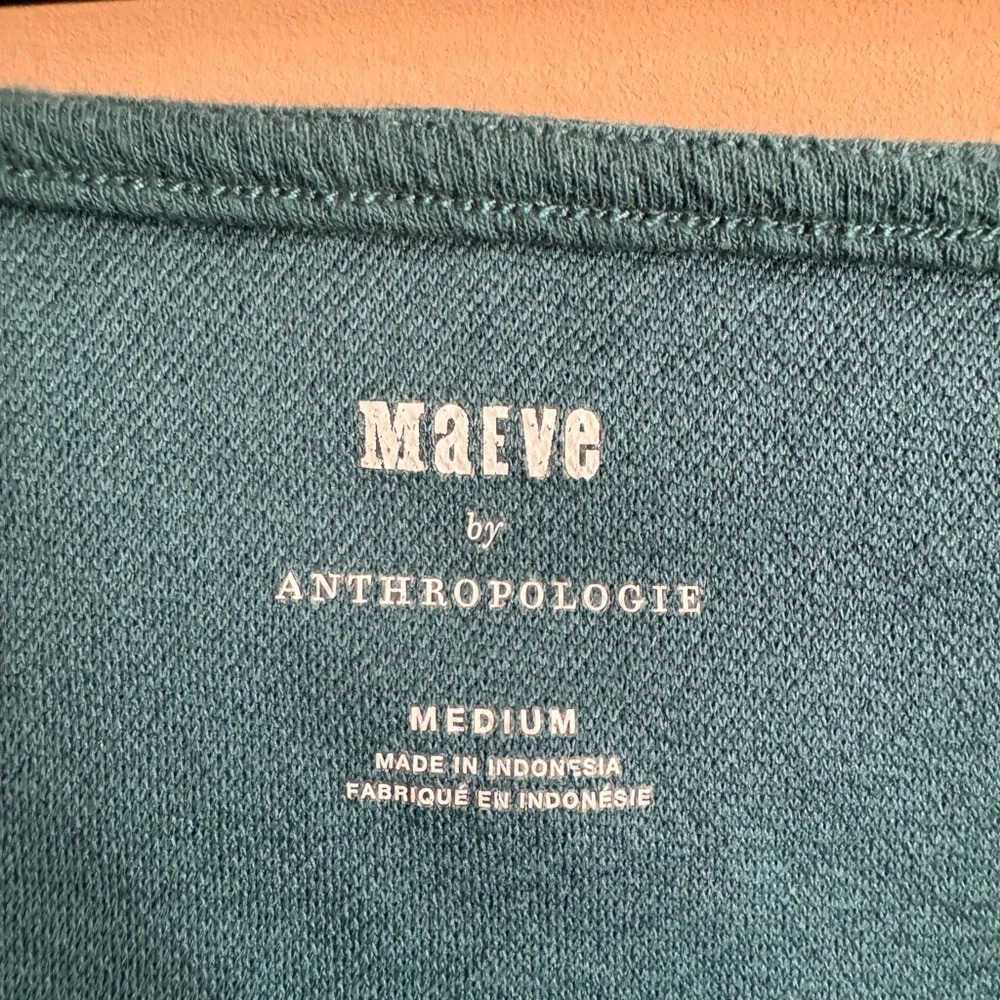 MaEve
by
ANTHROPOLOGIE
MEDIUM
MADE IN INDONESIA
FABRIQUÉ EN INDONÉSIE